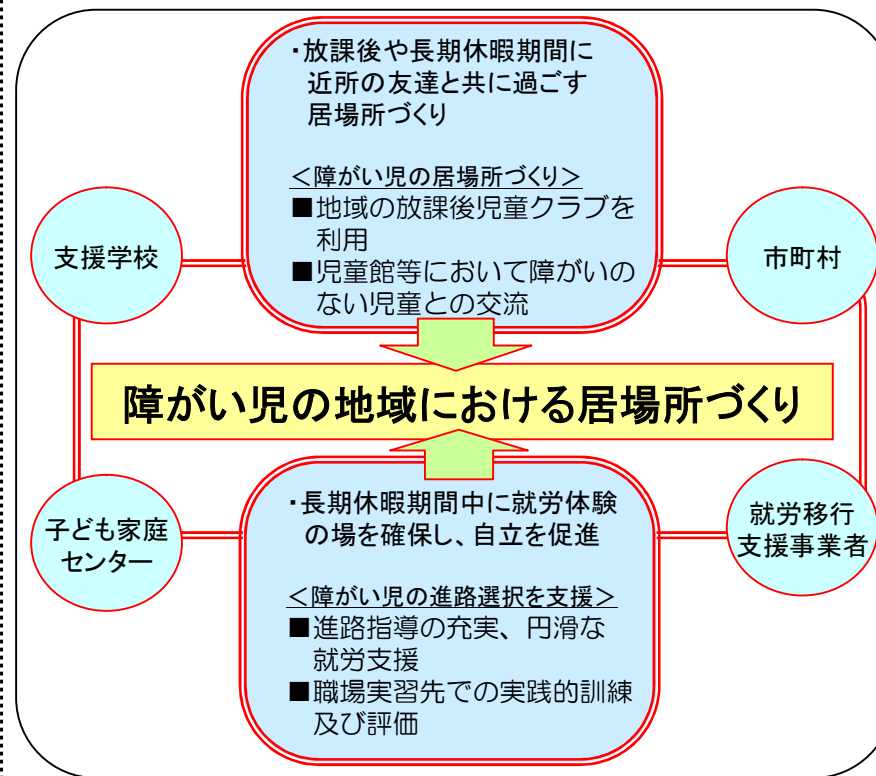 ・放課後や長期休暇期間に
近所の友達と共に過ごす
居場所づくり
＜障がい児の居場所づくり＞
■地域の放課後児童クラブを
利用
■児童館等において障がいの
ない児童との交流
支援学校
市町村
障がい児の地域における居場所づくり
子ども家庭
センター
就労移行
支援事業者
・長期休暇期間中に就労体験
の場を確保し、自立を促進
＜障がい児の進路選択を支援＞
■進路指導の充実、円滑な
就労支援
■職場実習先での実践的訓練
及び評価